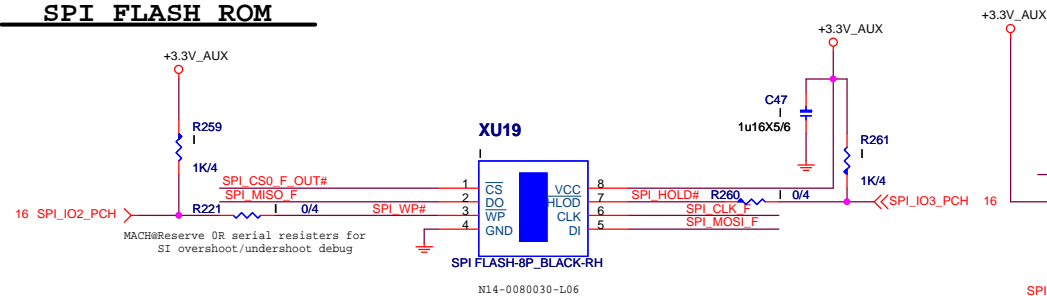 SPI FLASH ROM
+3.3V_AUX
+3.3V_AUX
+3.3V_AUX
R259
I
1K/4
C47
I
1u16X5/6
R261
I
1K/4
XU19
I
SPI_CS0_F_OUT#
SPI_MISO_F
16 SPI_IO2_PCH
R221
I
0/4
SPI_WP#
1
2
3
4
CS
DO
WP
GND
VCC
HLOD
CLK
DI
8
7
6
5
SPI_HOLD#
R260
I
0/4
SPI_CLK_F
SPI_MOSI_F
SPI_IO3_PCH 16
MACH@Reserve 0R serial resisters for
SI overshoot/undershoot debug
SPI FLASH-8P_BLACK-RH
N14-0080030-L06
SPI